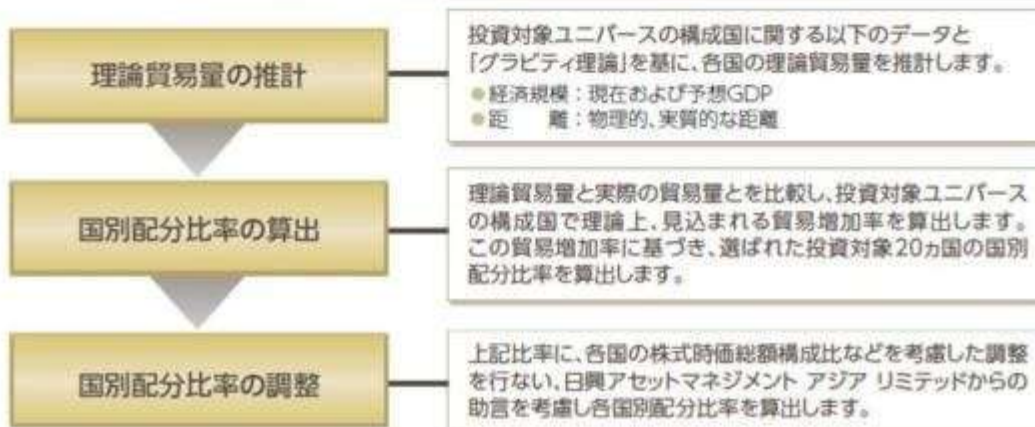 理論貿易量の推計
投資対象ユニバースの構成国に関する以下のデータと
「グラビティ理論」を基に、各国の理論貿易量を推計します。
●経済規模：現在および予想GDP
●距　離：物理的、実質的な距離
国別配分比率の算出
理論貿易量と実際の貿易量とを比較し、投資対象ユニバース
の構成国で理論上、見込まれる貿易増加率を算出します。
この貿易増加率に基づき、選ばれた投資対象20ヵ国の国別
配分比率を算出します。
国別配分比率の調整
上記比率に、各国の株式時価総額構成比などを考慮した調整
を行ない、日興アセットマネジメント アジア リミテッドからの
助言を考慮し各国別配分比率を算出します。